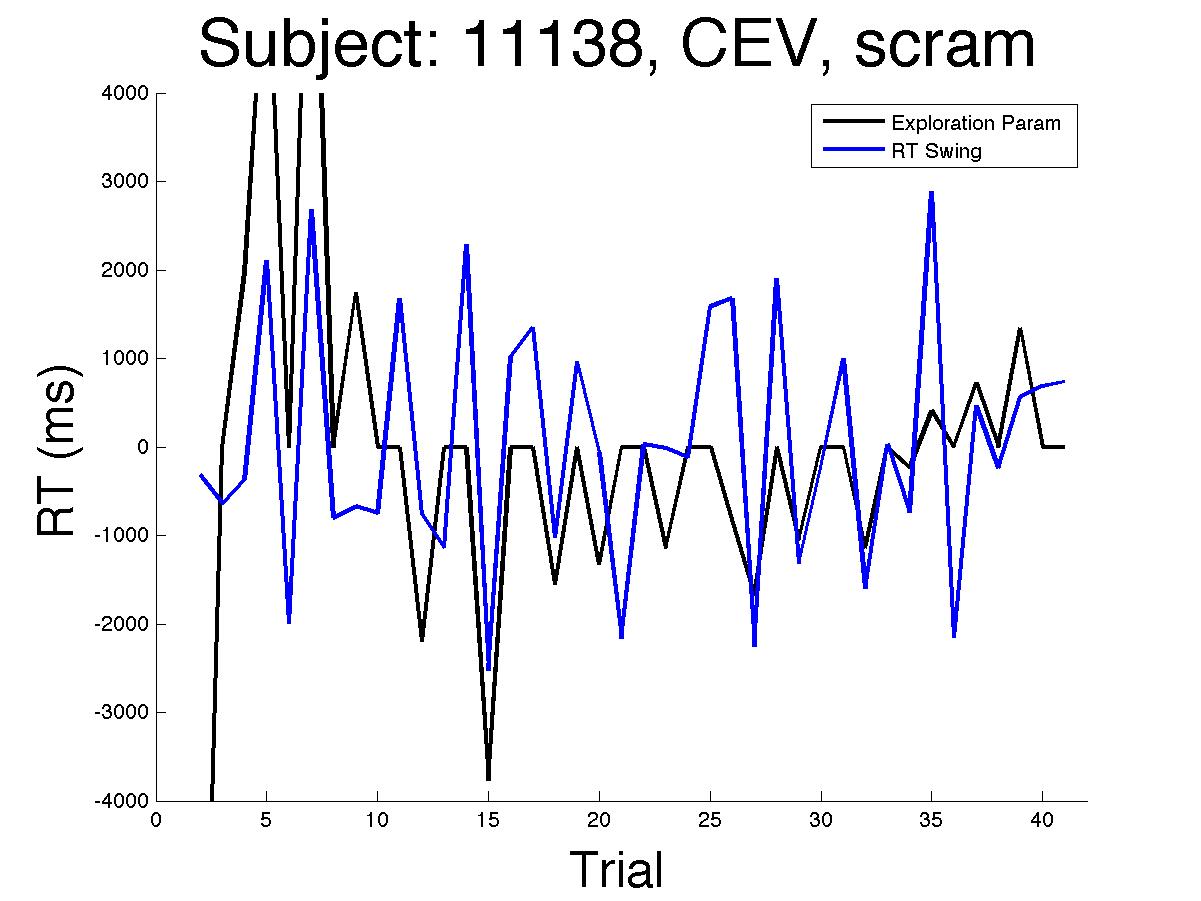 Subject: 11138, CEV, scram
Exploration Param
RT Swing
4000
3000
2000
1000
0
-1000
-2000
-3000
-4000
RT (ms)
0 5 10 15 20 25 30 35 40
Trial